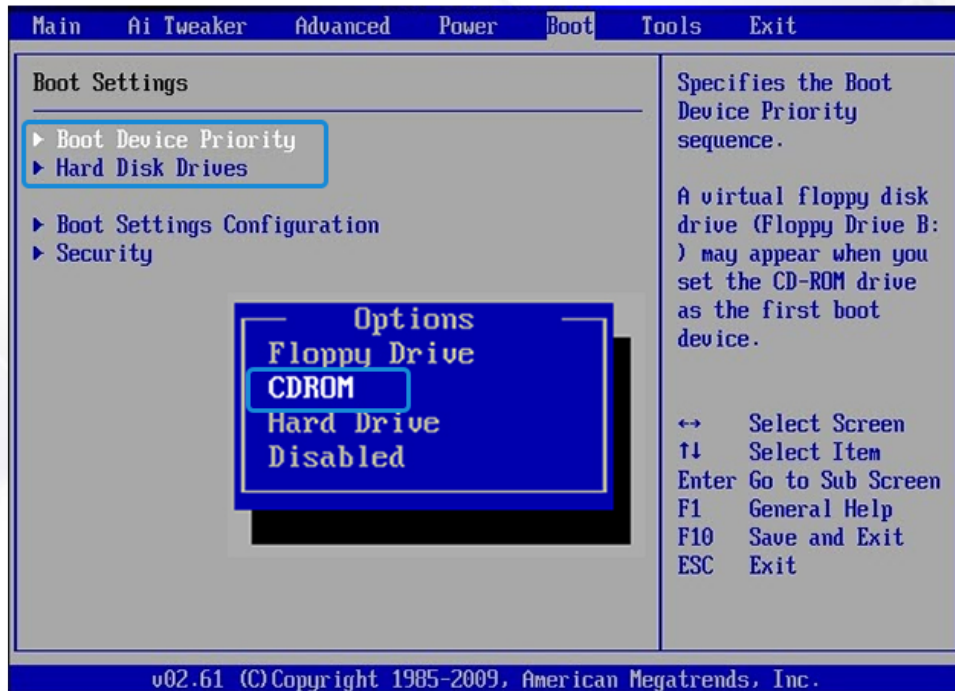 Main Ai Tweaker Advanced Power Boot Tools Exit
Boot Settings
Boot Device Priority
Hard Disk Drives
Boot Settings Configuration
Security
Options
Floppy Drive
CDROM
Hard Drive
Disabled
Specifies the Boot
Device Priority
sequence.
A virtual floppy disk
drive (Floppy Drive B:
) may appear when you
set the CD-ROM drive
as the first boot
device.
↔ Select Screen
↑↓ Select Item
Enter Go to Sub Screen
F1 General Help
F10 Save and Exit
ESC Exit
v02.61 (C)Copyright 1985-2009, American Megatrends, Inc.